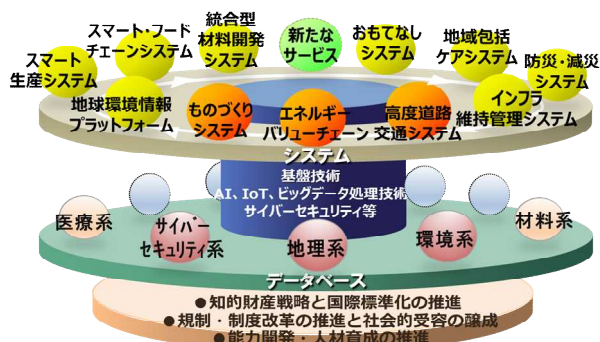 スマート
生産システム
スマート・フード
チェーンシステム
統合型
材料開発
システム
新たな
サービス
おもてなし
システム
地域包括
ケアシステム
防災・減災
システム
地球環境情報
プラットフォーム
ものづくり
システム
エネルギー
バリューチェーン
高度道路
交通システム
インフラ
維持管理システム
システム
基盤技術
AI、IoT、ビッグデータ処理技術
サイバーセキュリティ等
医療系
サイバー
セキュリティ系
地理系
環境系
材料系
データベース
●知的財産戦略と国際標準化の推進
●規制・制度改革の推進と社会的受容の醸成
●能力開発・人材育成の推進